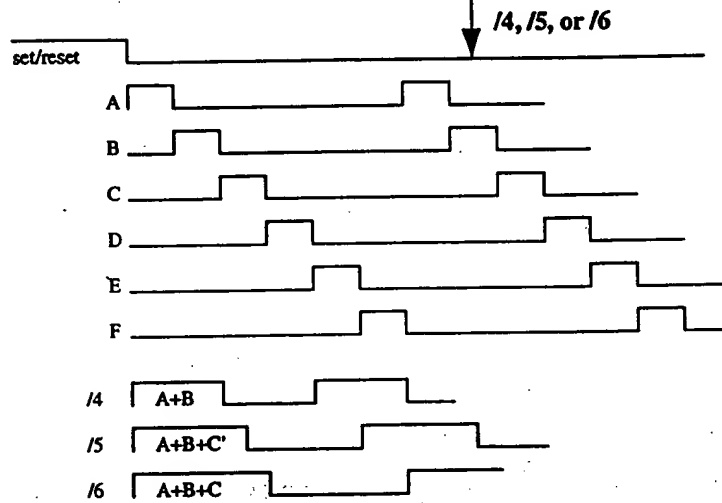 /4, /5, or /6
set/reset
A
B
C
D
E
F
/4 A+B
/5 A+B+C'
/6 A+B+C